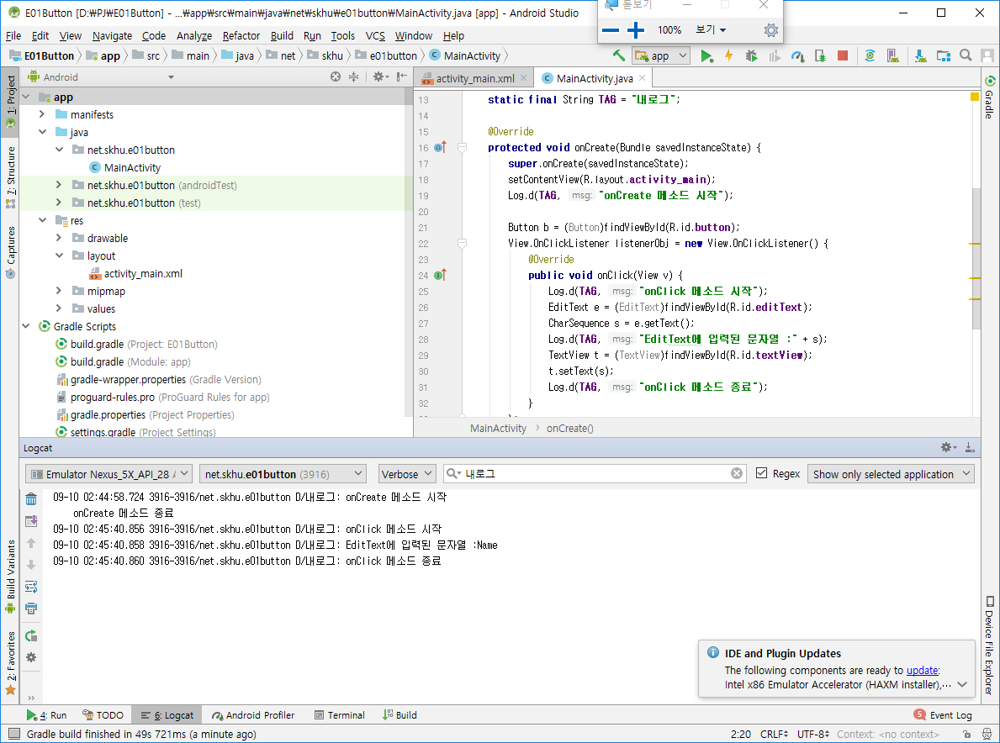 E01Button [D:₩PJ₩E01Button] - ...₩app₩src₩main₩java₩net₩skhu₩e01button₩MainActivity.java [app] - Android Studio
돋보기
100% 보기
File Edit View Navigate Code Analyze Refactor Build Run Tools VCS Window Help
E01Button app src main java net skhu e01button MainActivity
app
1: Project
7: Structure
Captures
Build Variants
2: Favorites
Android
app
manifests
java
net.skhu.e01button
MainActivity
net.skhu.e01button (androidTest)
net.skhu.e01button (test)
res
drawable
layout
activity_main.xml
mipmap
values
Gradle Scripts
build.gradle (Project: E01Button)
build.gradle (Module: app)
gradle-wrapper.properties (Gradle Version)
proguard-rules.pro (ProGuard Rules for app)
gradle.properties (Project Properties)
settings.gradle (Project Settings)
activity_main.xml MainActivity.java
13 static final String TAG = "내로그";
14
15 @Override
16 protected void onCreate(Bundle savedInstanceState) {
17 super.onCreate(savedInstanceState);
18 setContentView(R.layout.activity_main);
19 Log.d(TAG, msg: "onCreate 메소드 시작");
20
21 Button b = (Button)findViewById(R.id.button);
22 View.OnClickListener listenerObj = new View.OnClickListener() {
23 @Override
24 public void onClick(View v) {
25 Log.d(TAG, msg: "onClick 메소드 시작");
26 EditText e = (EditText)findViewById(R.id.editText);
27 CharSequence s = e.getText();
28 Log.d(TAG, msg: "EditText에 입력된 문자열 :" + s);
29 TextView t = (TextView)findViewById(R.id.textView);
30 t.setText(s);
31 Log.d(TAG, msg: "onClick 메소드 종료");
32 }
MainActivity › onCreate()
Gradle
Device File Explorer
Logcat
Emulator Nexus_5X_API_28 net.skhu.e01button (3916) Verbose 내로그 Regex Show only selected application
09-10 02:44:58.724 3916-3916/net.skhu.e01button D/내로그: onCreate 메소드 시작
onCreate 메소드 종료
09-10 02:45:40.856 3916-3916/net.skhu.e01button D/내로그: onClick 메소드 시작
09-10 02:45:40.858 3916-3916/net.skhu.e01button D/내로그: EditText에 입력된 문자열 :Name
09-10 02:45:40.860 3916-3916/net.skhu.e01button D/내로그: onClick 메소드 종료
IDE and Plugin Updates
The following components are ready to update:
Intel x86 Emulator Accelerator (HAXM installer),...
4: Run TODO 6: Logcat Android Profiler Terminal Build 5 Event Log
Gradle build finished in 49s 721ms (a minute ago) 2:20 CRLF UTF-8 Context: <no context>